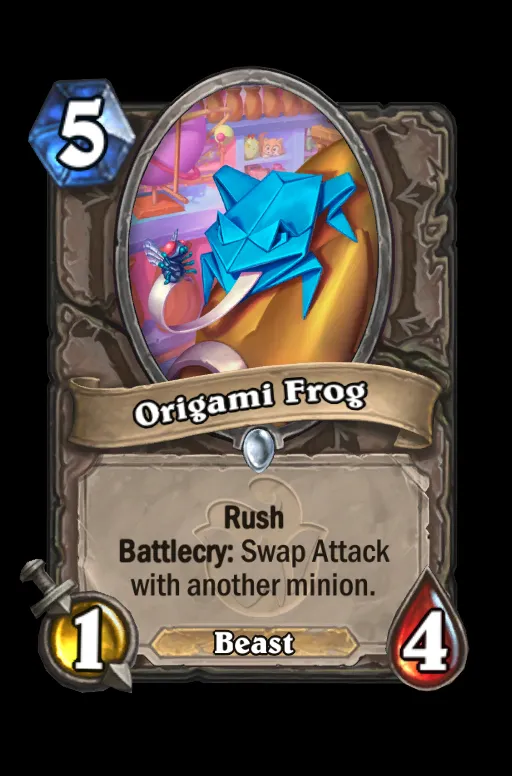 5
Origami Frog
Rush
Battlecry: Swap Attack
with another minion.
1
Beast
4